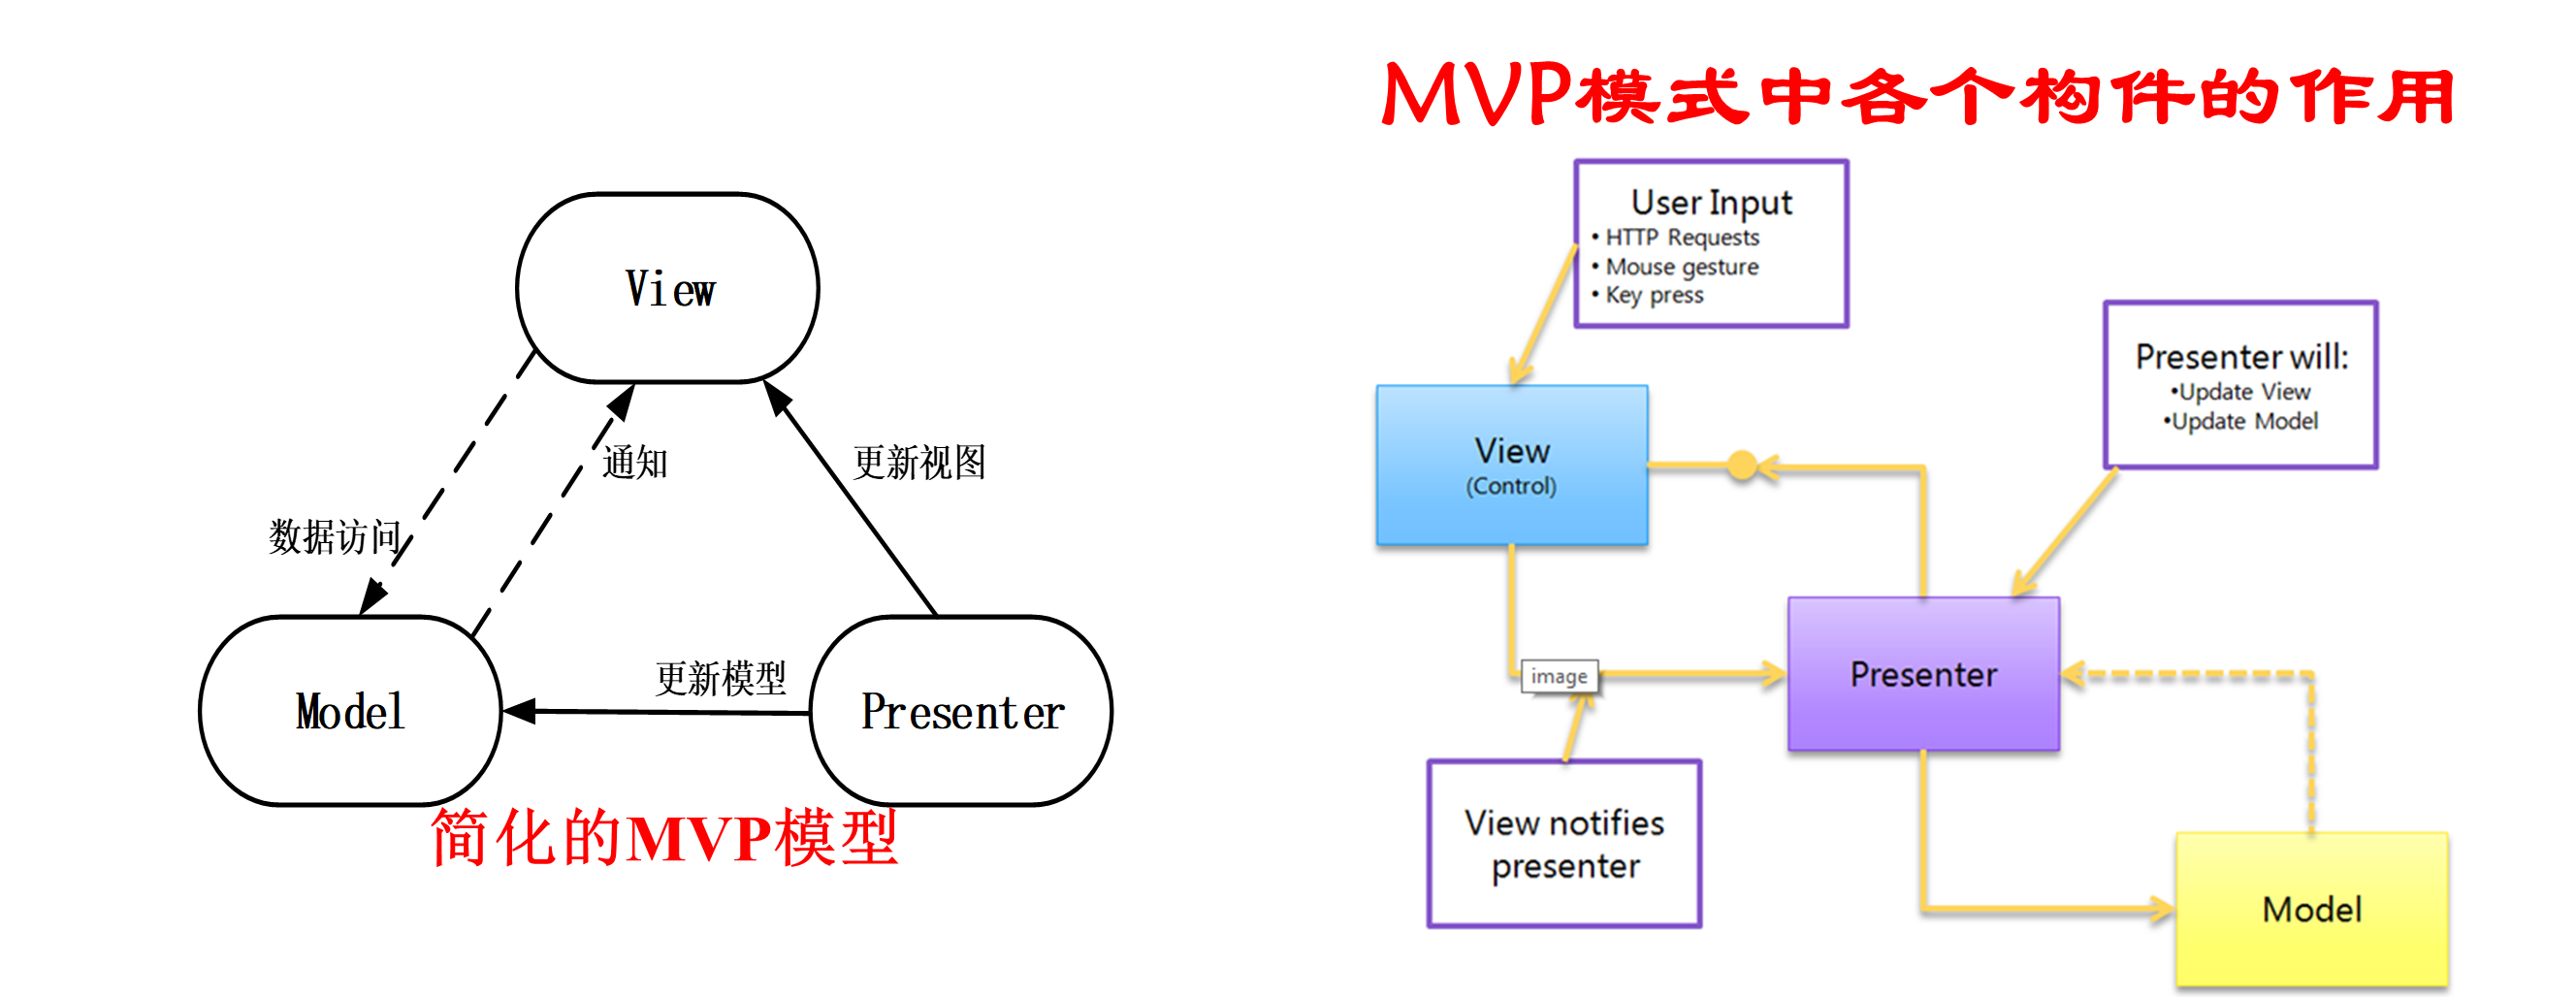 View
通知
更新视图
数据访问
更新模型
Model
Presenter
简化的MVP模型
MVP模式中各个构件的作用
User Input
• HTTP Requests
• Mouse gesture
• Key press
Presenter will:
•Update View
•Update Model
View
(Control)
image
Presenter
View notifies
presenter
Model